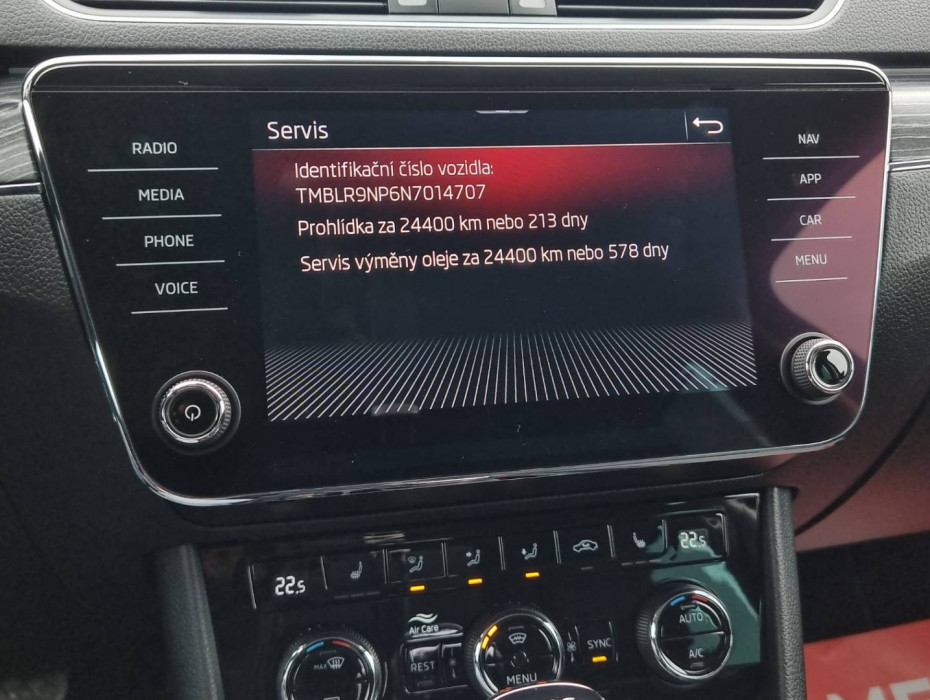 Servis
RADIO
MEDIA
PHONE
VOICE
Identifikační číslo vozidla:
TMBLR9NP6N7014707
Prohlídka za 24400 km nebo 213 dny
Servis výměny oleje za 24400 km nebo 578 dny
NAV
APP
CAR
MENU
22.5
22.5
Air Care
MAX
REST
MENU
SYNC
AUTO
A/C